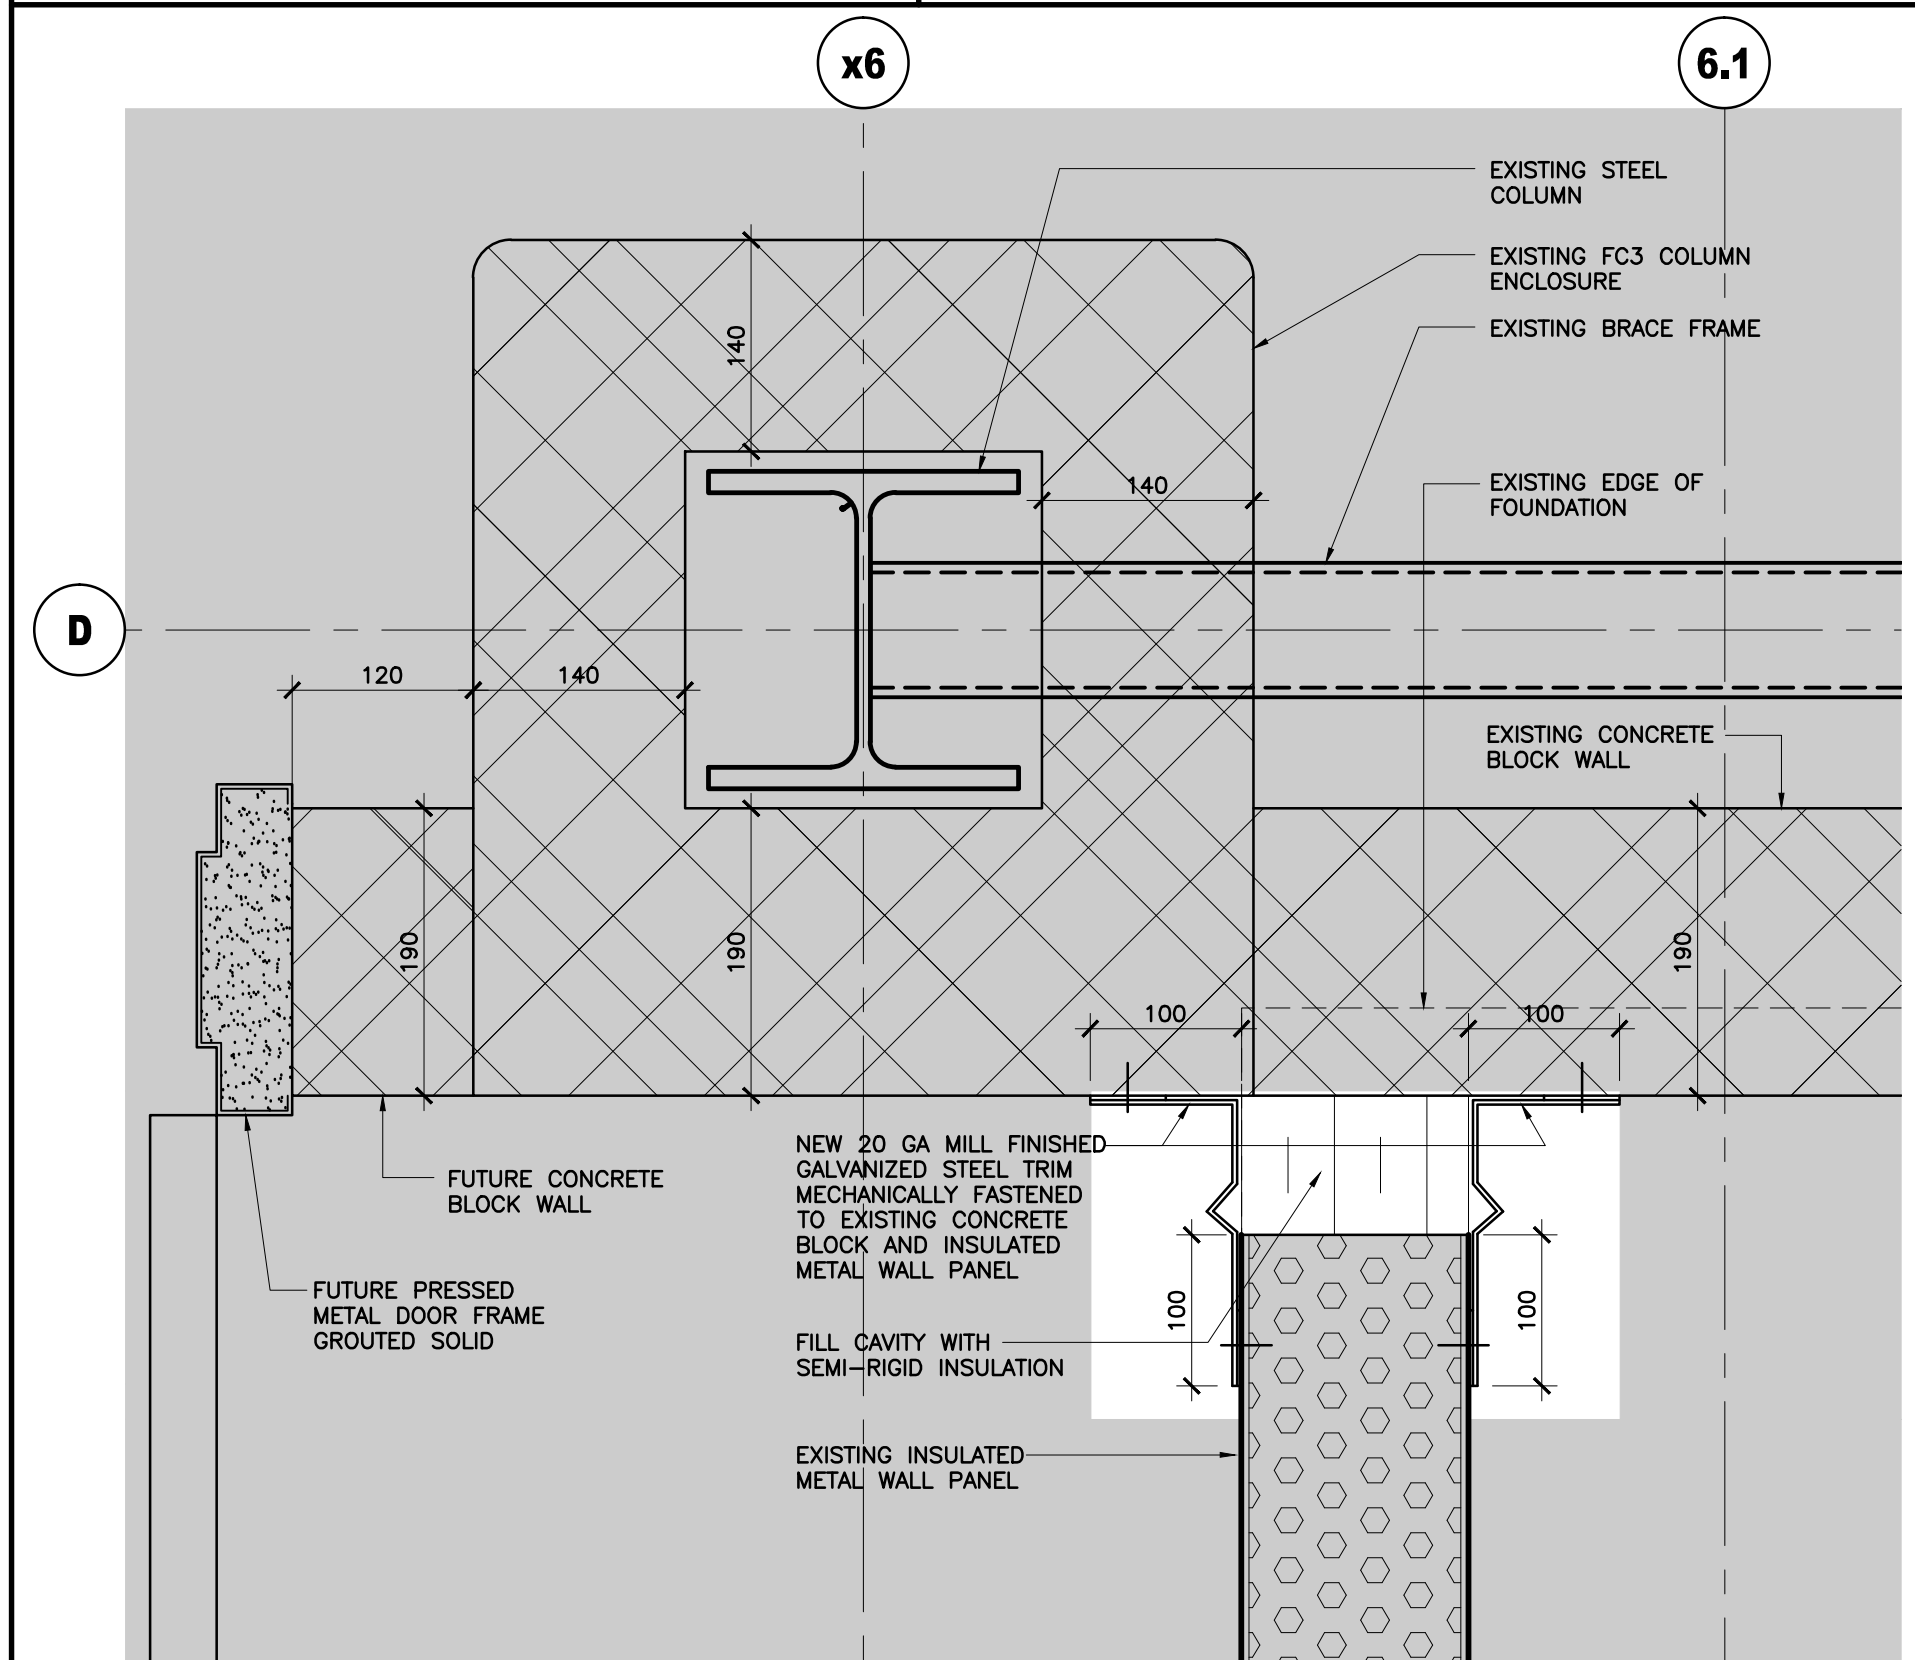 x6
6.1
EXISTING STEEL
COLUMN
EXISTING FC3 COLUMN
ENCLOSURE
EXISTING BRACE FRAME
140
140
EXISTING EDGE OF
FOUNDATION
D
120
140
EXISTING CONCRETE
BLOCK WALL
190
190
190
100
100
NEW 20 GA MILL FINISHED
GALVANIZED STEEL TRIM
MECHANICALLY FASTENED
TO EXISTING CONCRETE
BLOCK AND INSULATED
METAL WALL PANEL
FUTURE CONCRETE
BLOCK WALL
FUTURE PRESSED
METAL DOOR FRAME
GROUTED SOLID
100
100
FILL CAVITY WITH
SEMI-RIGID INSULATION
EXISTING INSULATED
METAL WALL PANEL